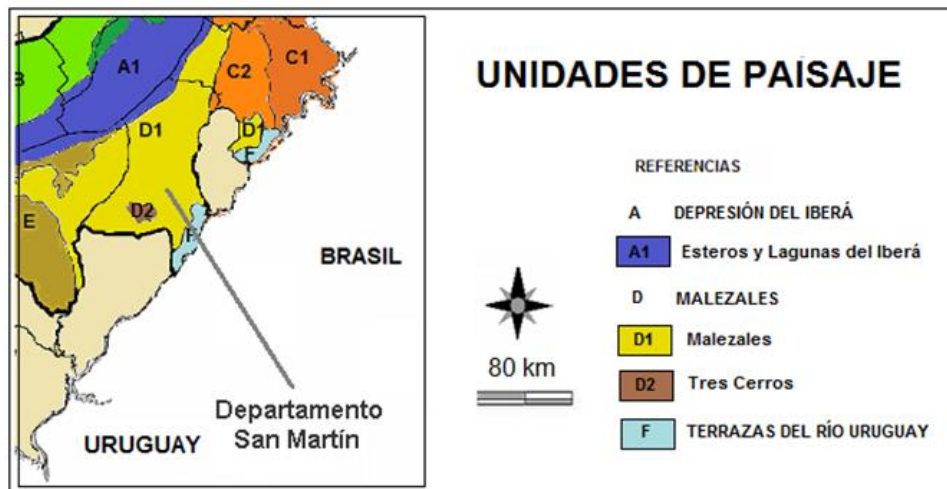 A1
B
C2
C1
D1
D1
F
E
D2
F
BRASIL
Departamento
San Martín
URUGUAY
UNIDADES DE PAISAJE
80 km
REFERENCIAS
A DEPRESIÓN DEL IBERÁ
A1 Esteros y Lagunas del Iberá
D MALEZALES
D1 Malezales
D2 Tres Cerros
F TERRAZAS DEL RÍO URUGUAY